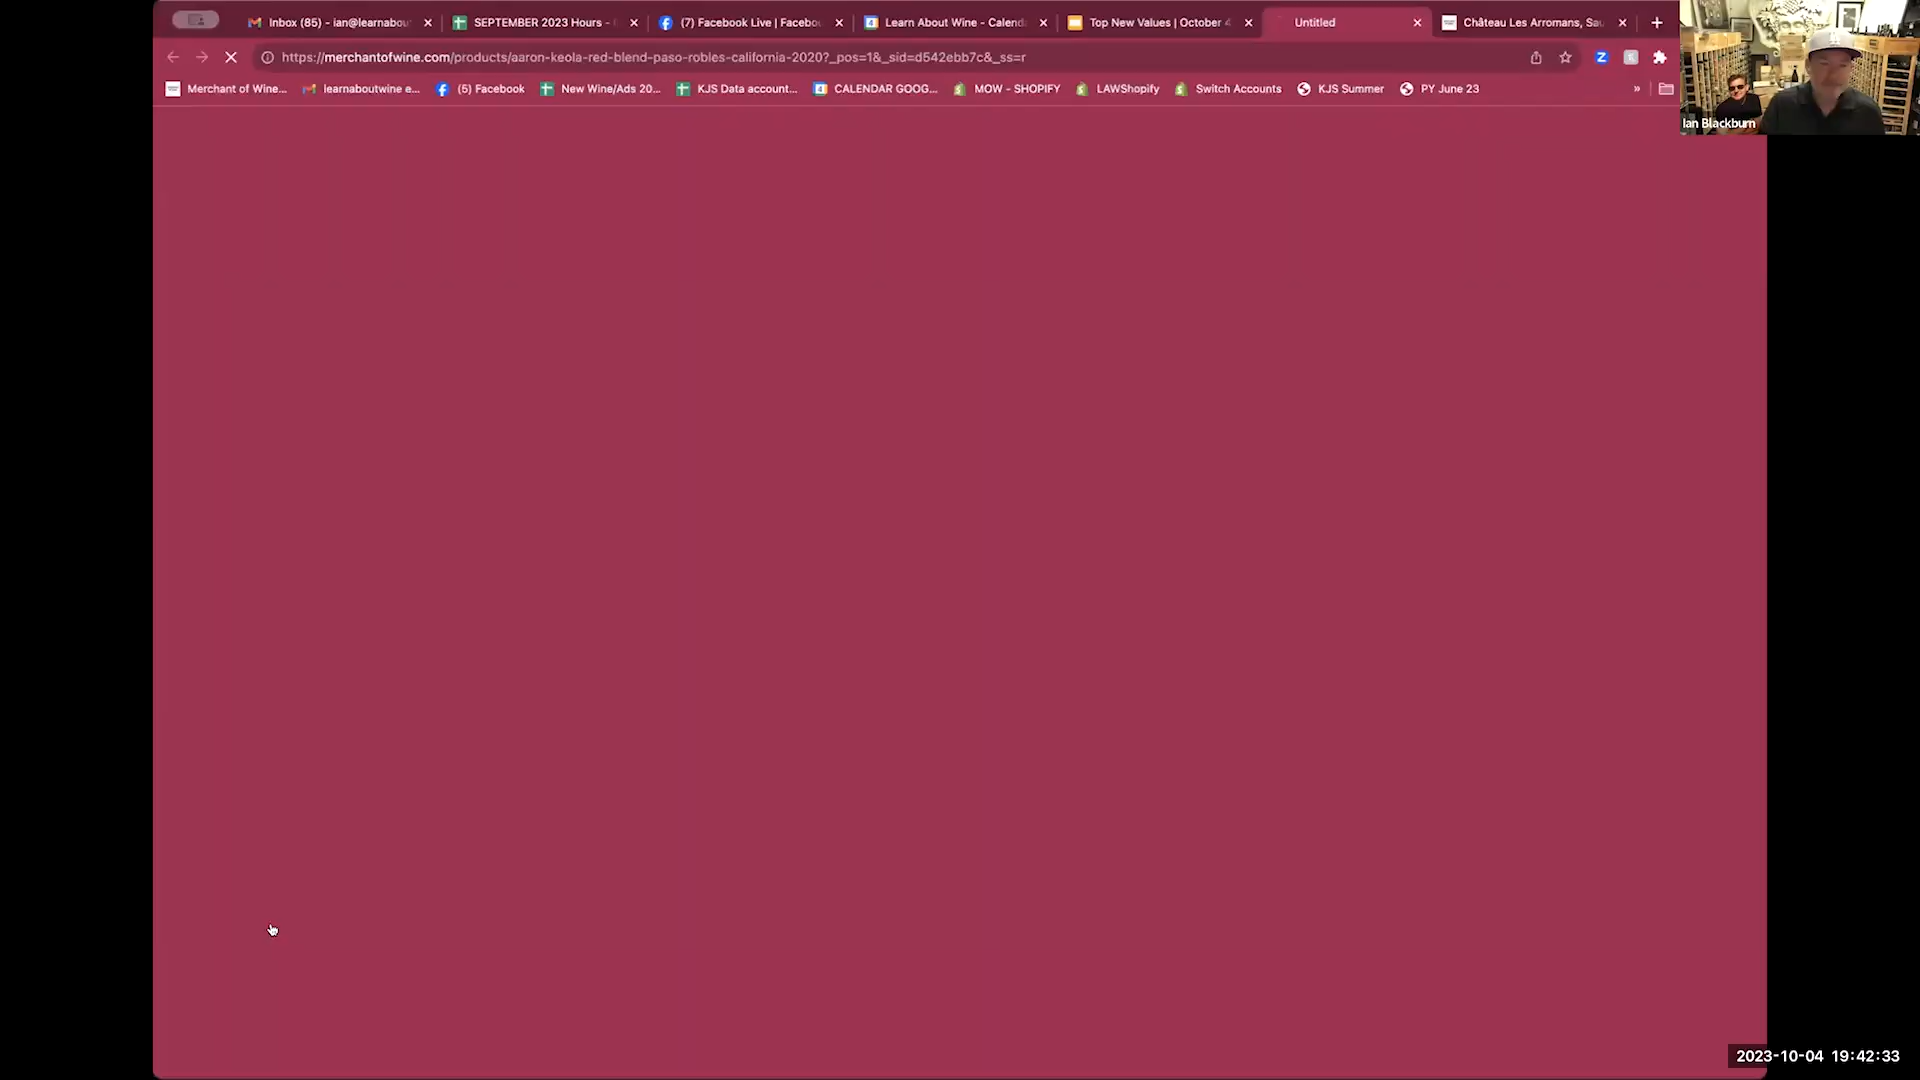 Inbox (85) - ian@learnabou
SEPTEMBER 2023 Hours -
(7) Facebook Live | Facebo
Learn About Wine - Calend
Top New Values | October 4
Untitled
Château Les Arromans, Sau
https://merchantofwine.com/products/aaron-keola-red-blend-paso-robles-california-2020?_pos=1&_sid=d542ebb7c&_ss=r
Merchant of Wine...
learnaboutwine e...
(5) Facebook
New Wine/Ads 20...
KJS Data account...
CALENDAR GOOG...
MOW - SHOPIFY
LAWShopify
Switch Accounts
KJS Summer
PY June 23
»
Ian Blackburn
2023-10-04 19:42:33